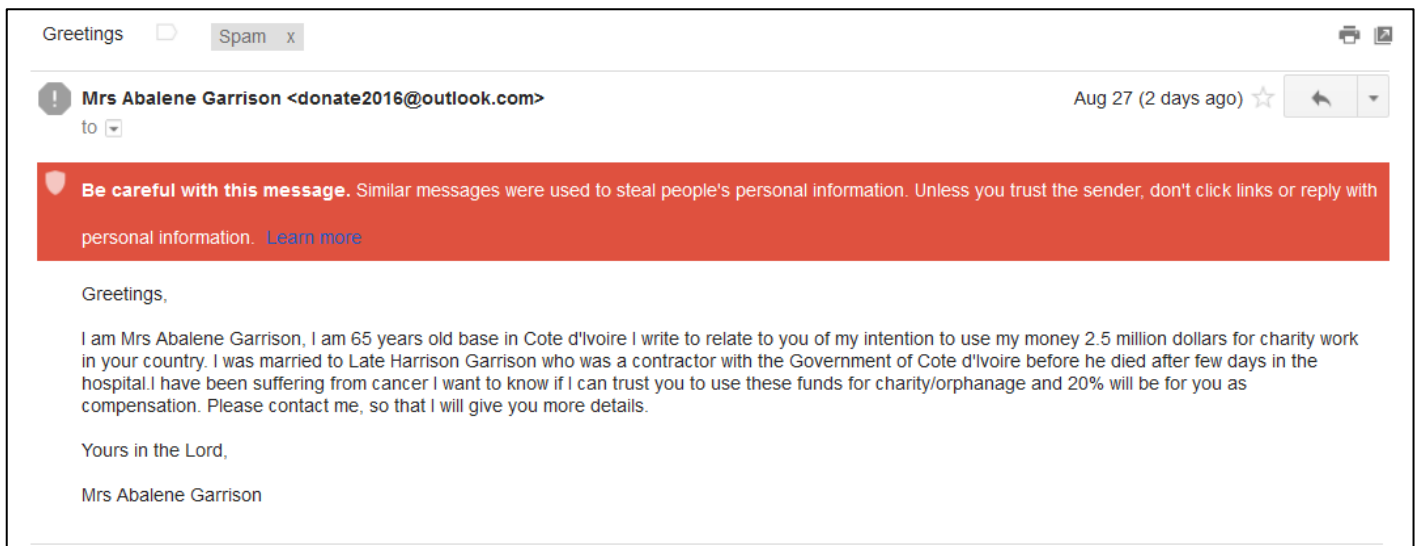 Greetings
Spam x
Mrs Abalene Garrison <donate2016@outlook.com>
Aug 27 (2 days ago)
to
Be careful with this message. Similar messages were used to steal people's personal information. Unless you trust the sender, don't click links or reply with
personal information. Learn more
Greetings,
I am Mrs Abalene Garrison, I am 65 years old base in Cote d'Ivoire I write to relate to you of my intention to use my money 2.5 million dollars for charity work
in your country. I was married to Late Harrison Garrison who was a contractor with the Government of Cote d'Ivoire before he died after few days in the
hospital.I have been suffering from cancer I want to know if I can trust you to use these funds for charity/orphanage and 20% will be for you as
compensation. Please contact me, so that I will give you more details.
Yours in the Lord,
Mrs Abalene Garrison